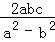 2abc
a² − b²